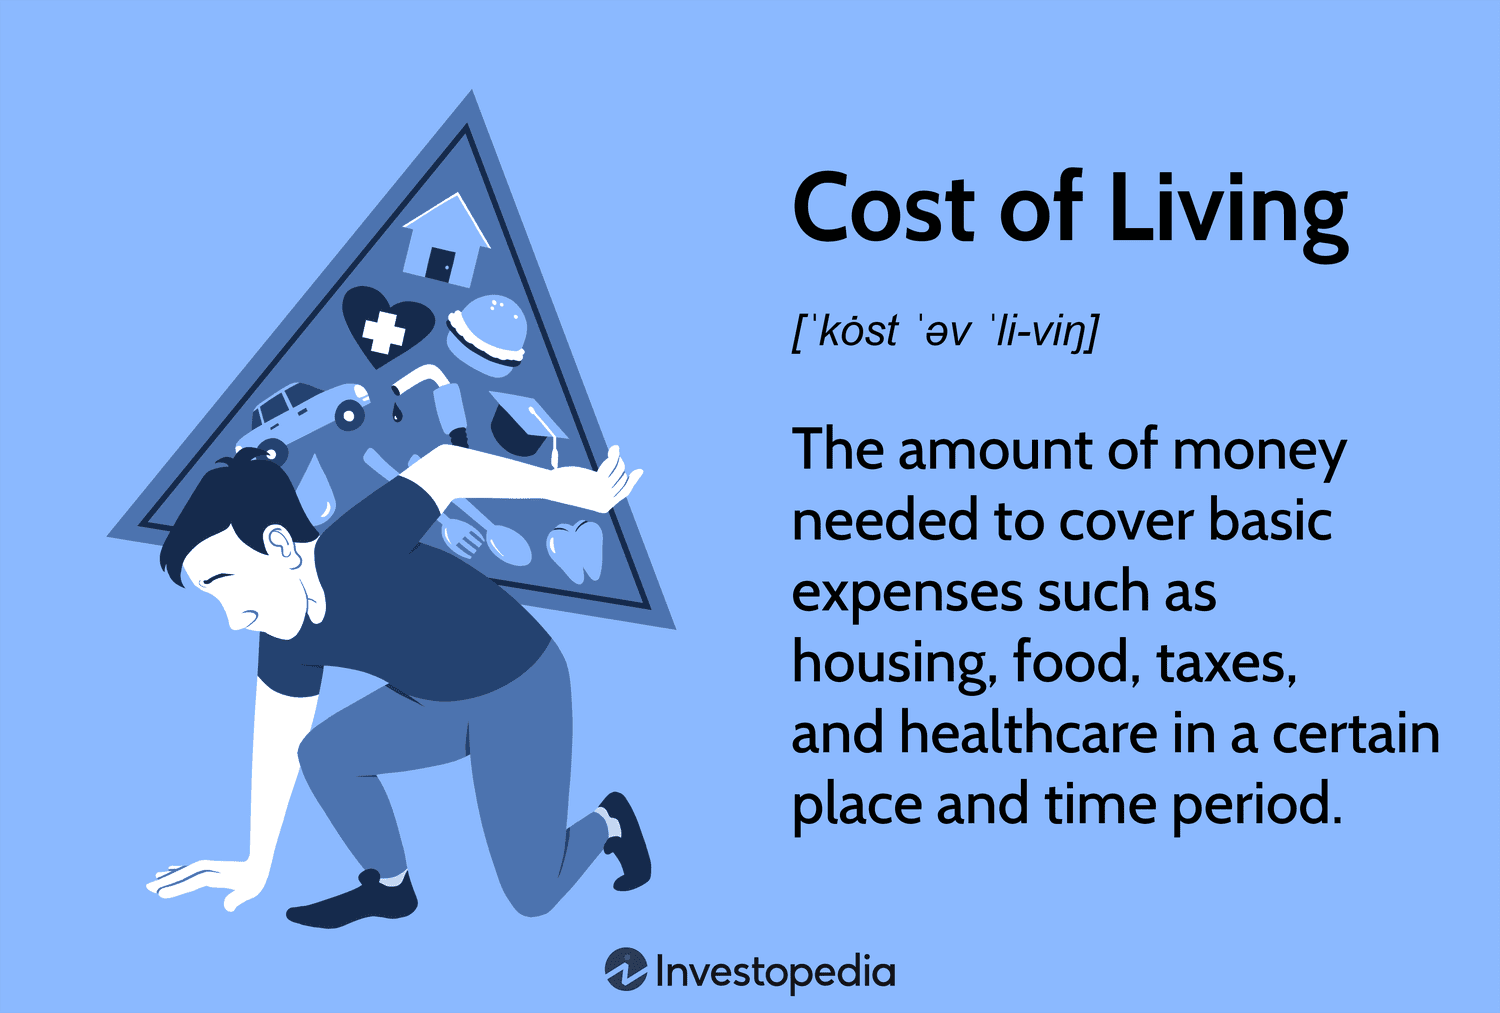 Cost of Living
[ˈkȯst ˈəv ˈli-viŋ]
The amount of money
needed to cover basic
expenses such as
housing, food, taxes,
and healthcare in a certain
place and time period.
Investopedia